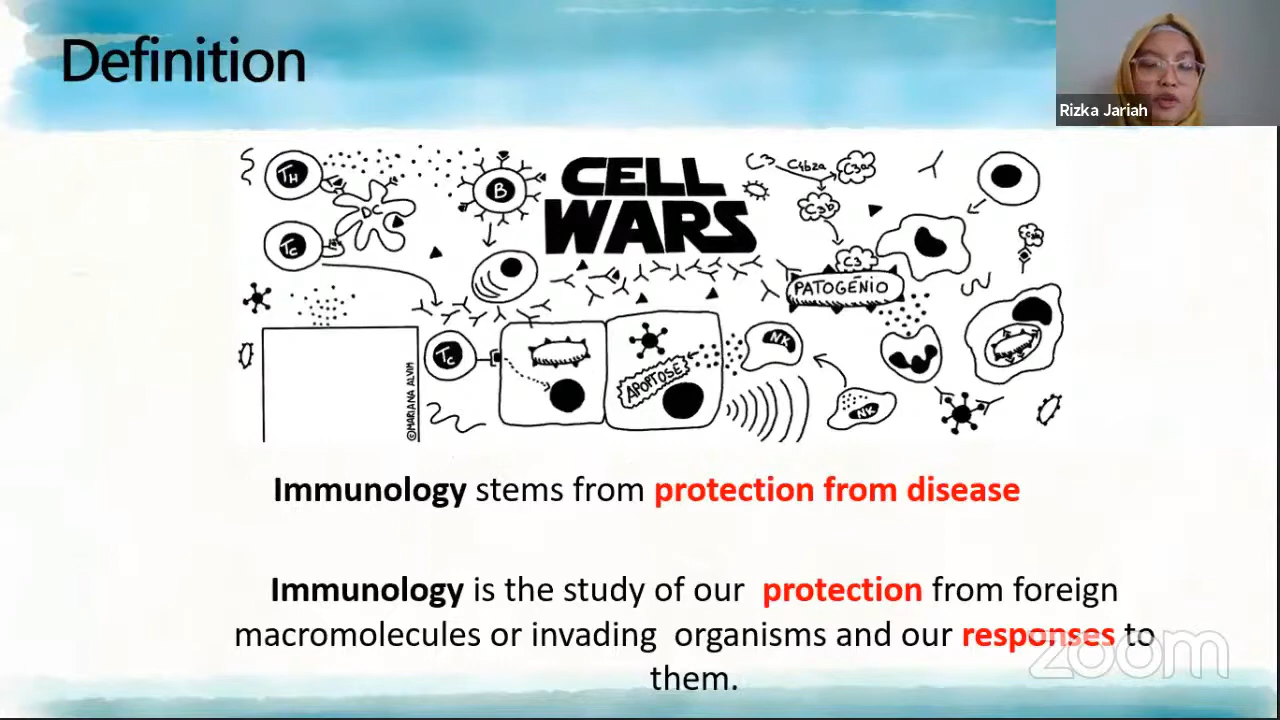 Definition
Rizka Jariah
CELL
WARS
TH
DC
B
C3
C4b2a
C3a
C3b
Tc
C3
PATOGÉNIO
Tc
NK
APOPTOSE
NK
©MARIANA ALVIM
Immunology stems from protection from disease
Immunology is the study of our protection from foreign
macromolecules or invading organisms and our responses to
them.
zoom